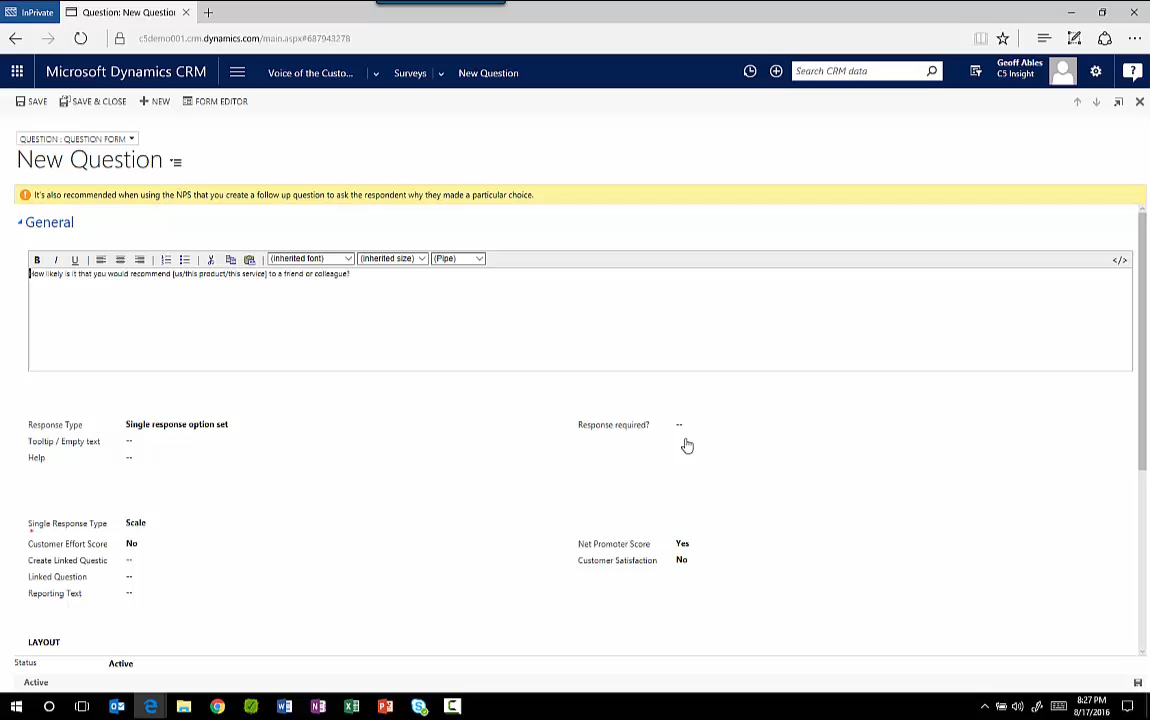 InPrivate
Question: New Question
c5demo001.crm.dynamics.com/main.aspx#687943278
Microsoft Dynamics CRM
Voice of the Custo...
Surveys
New Question
Search CRM data
Geoff Ables
C5 Insight
SAVE
SAVE & CLOSE
NEW
FORM EDITOR
QUESTION : QUESTION FORM
New Question
It's also recommended when using the NPS that you create a follow up question to ask the respondent why they made a particular choice.
General
B I U (inherited font) (inherited size) (Pipe) </>
How likely is it that you would recommend [us/this product/this service] to a friend or colleague?
Response Type Single response option set Response required? --
Tooltip / Empty text --
Help --
Single Response Type * Scale
Customer Effort Score No Net Promoter Score Yes
Create Linked Questic -- Customer Satisfaction No
Linked Question --
Reporting Text --
LAYOUT
Status Active
Active
8:27 PM
8/17/2016